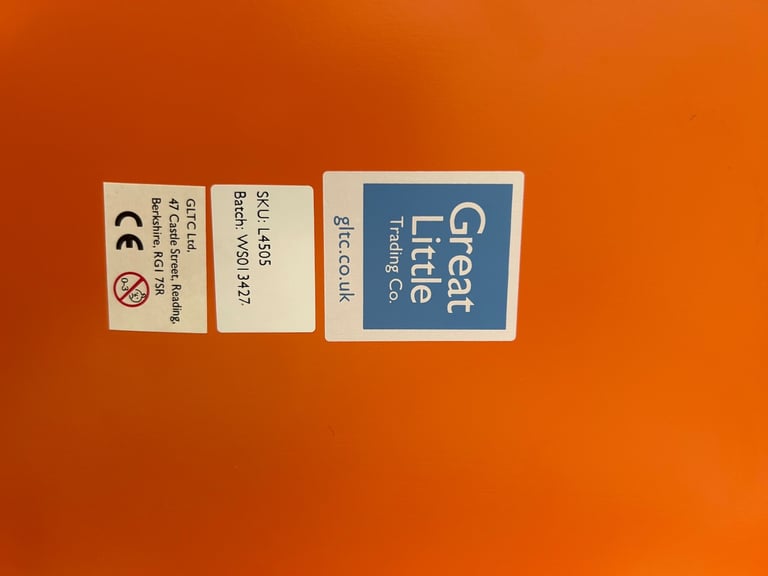 Great
Little
Trading Co.
gltc.co.uk
SKU: L4505
Batch: WS013427.
GLTC Ltd,
47 Castle Street, Reading,
Berkshire, RG1 7SR
CE
0-3